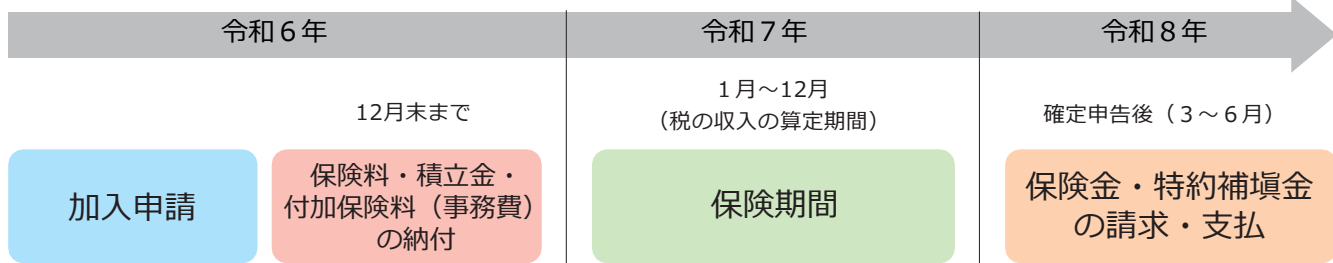 令和６年
令和７年
令和８年
12月末まで
１月～12月
（税の収入の算定期間）
確定申告後（３～６月）
加入申請
保険料・積立金・
付加保険料（事務費）
の納付
保険期間
保険金・特約補塡金
の請求・支払